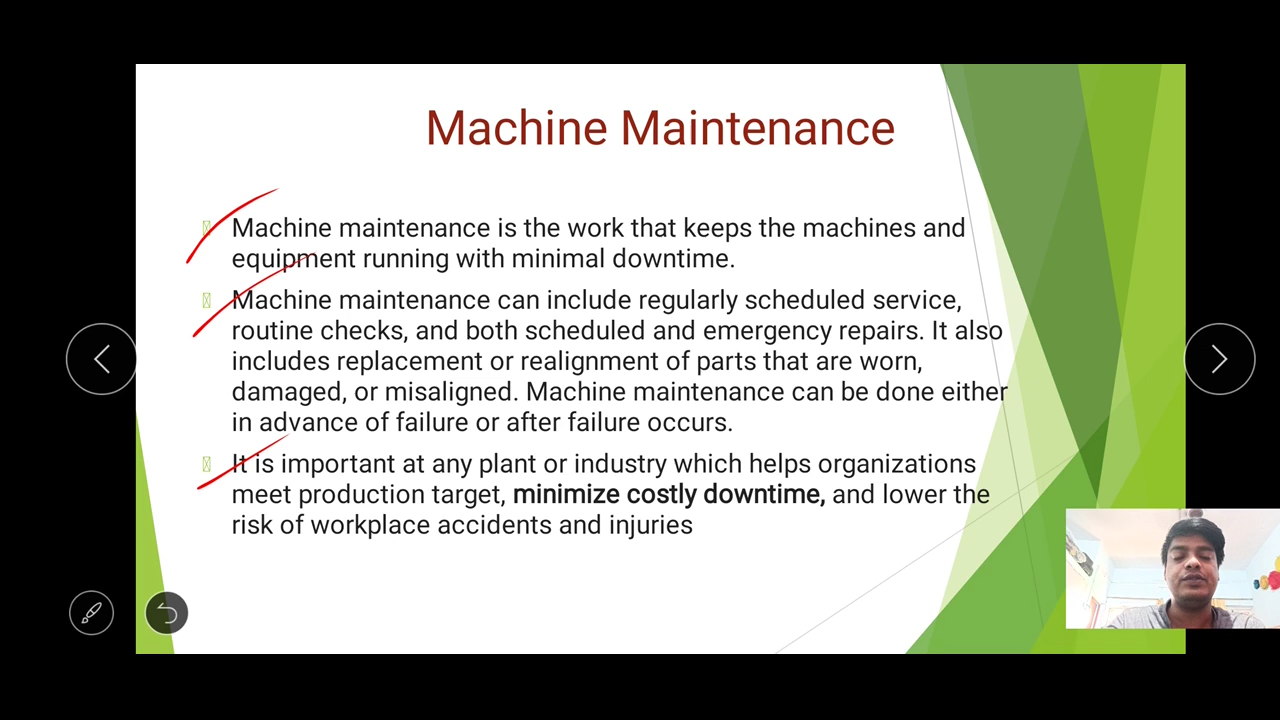 Machine Maintenance
Machine maintenance is the work that keeps the machines and
equipment running with minimal downtime.
Machine maintenance can include regularly scheduled service,
routine checks, and both scheduled and emergency repairs. It also
includes replacement or realignment of parts that are worn,
damaged, or misaligned. Machine maintenance can be done either
in advance of failure or after failure occurs.
It is important at any plant or industry which helps organizations
meet production target, minimize costly downtime, and lower the
risk of workplace accidents and injuries